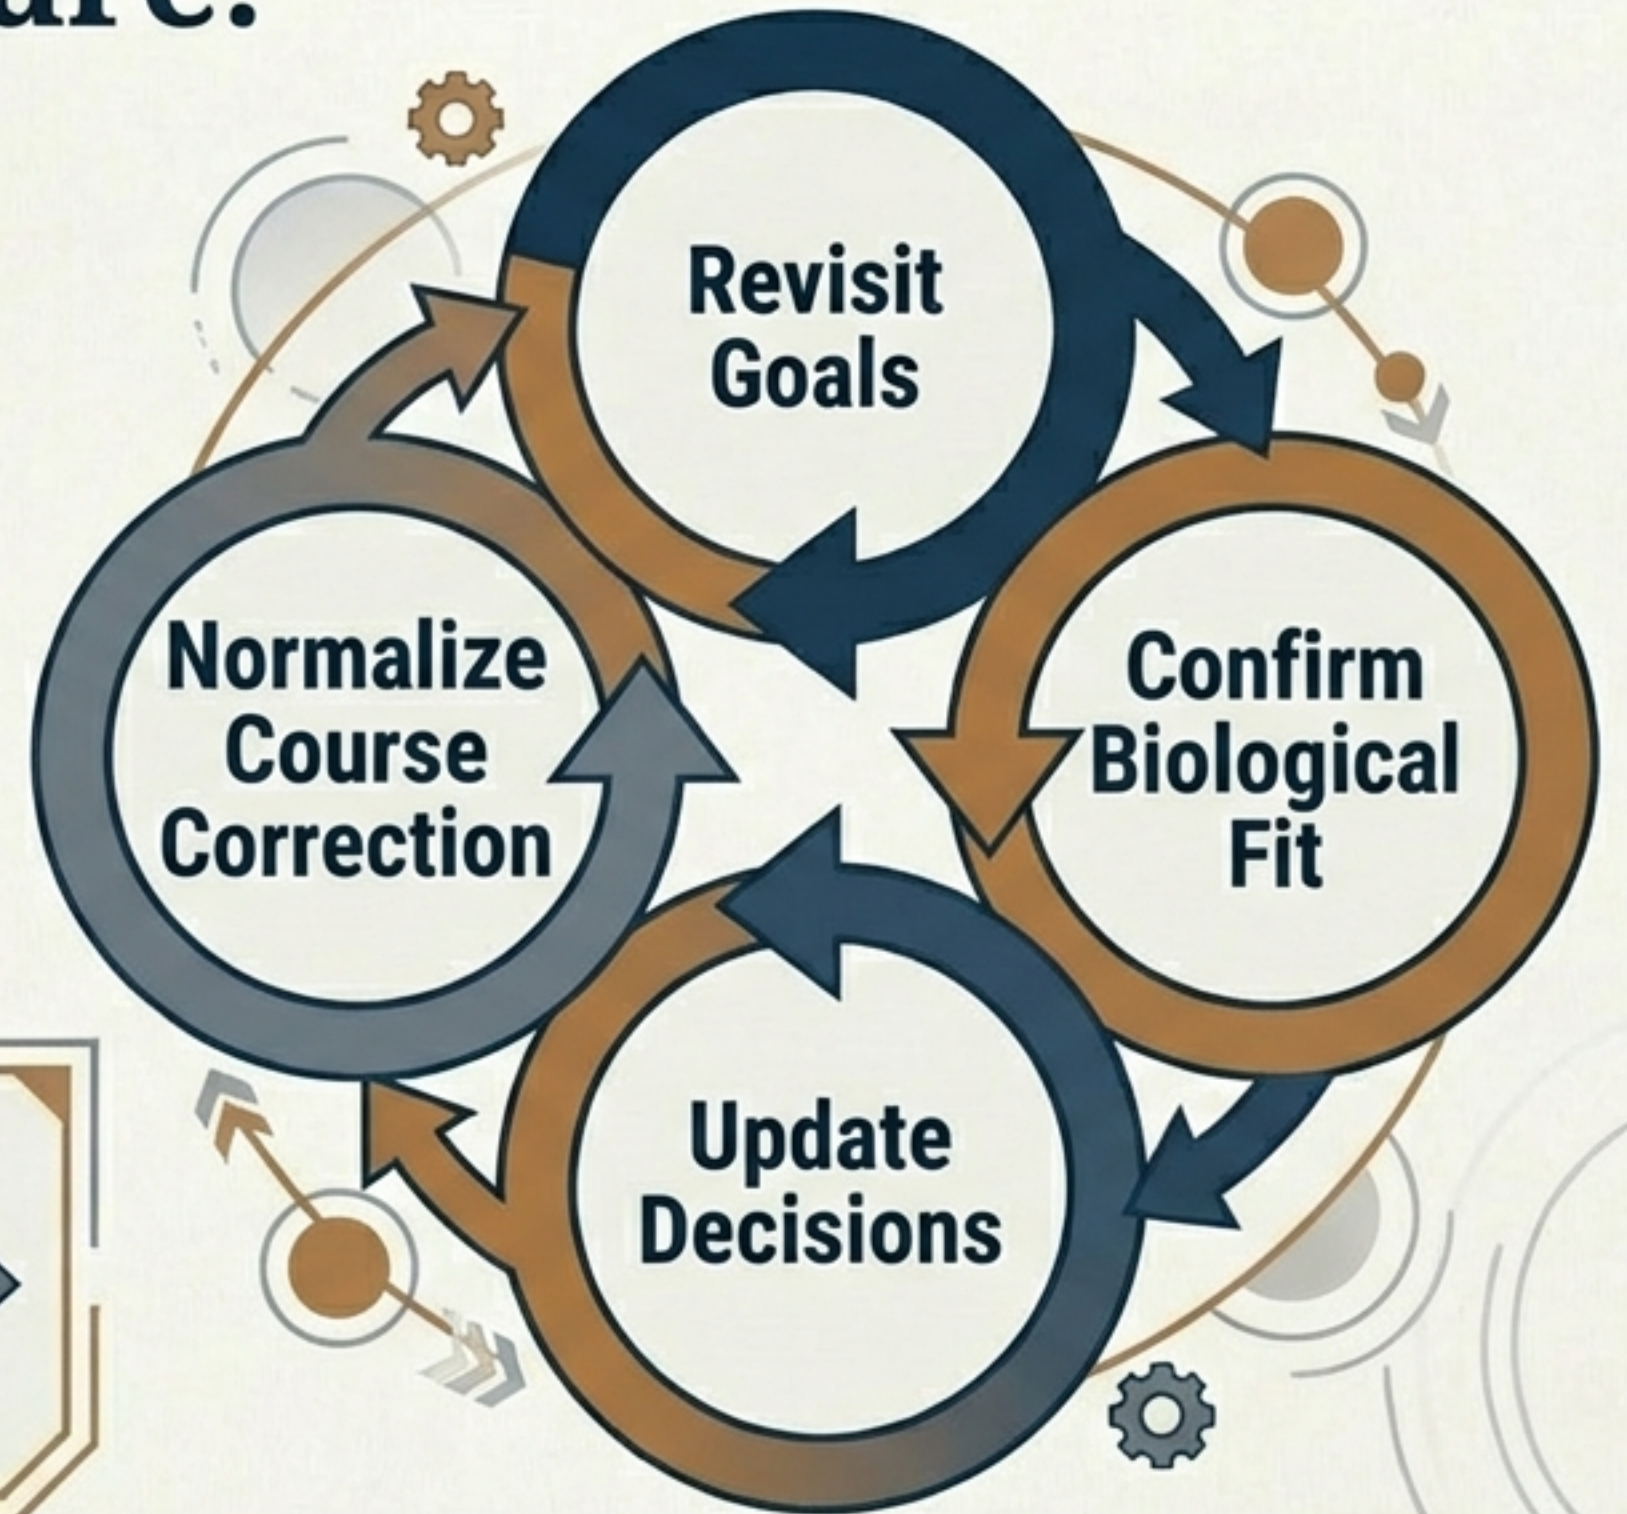 Revisit
Goals
Confirm
Biological
Fit
Update
Decisions
Normalize
Course
Correction